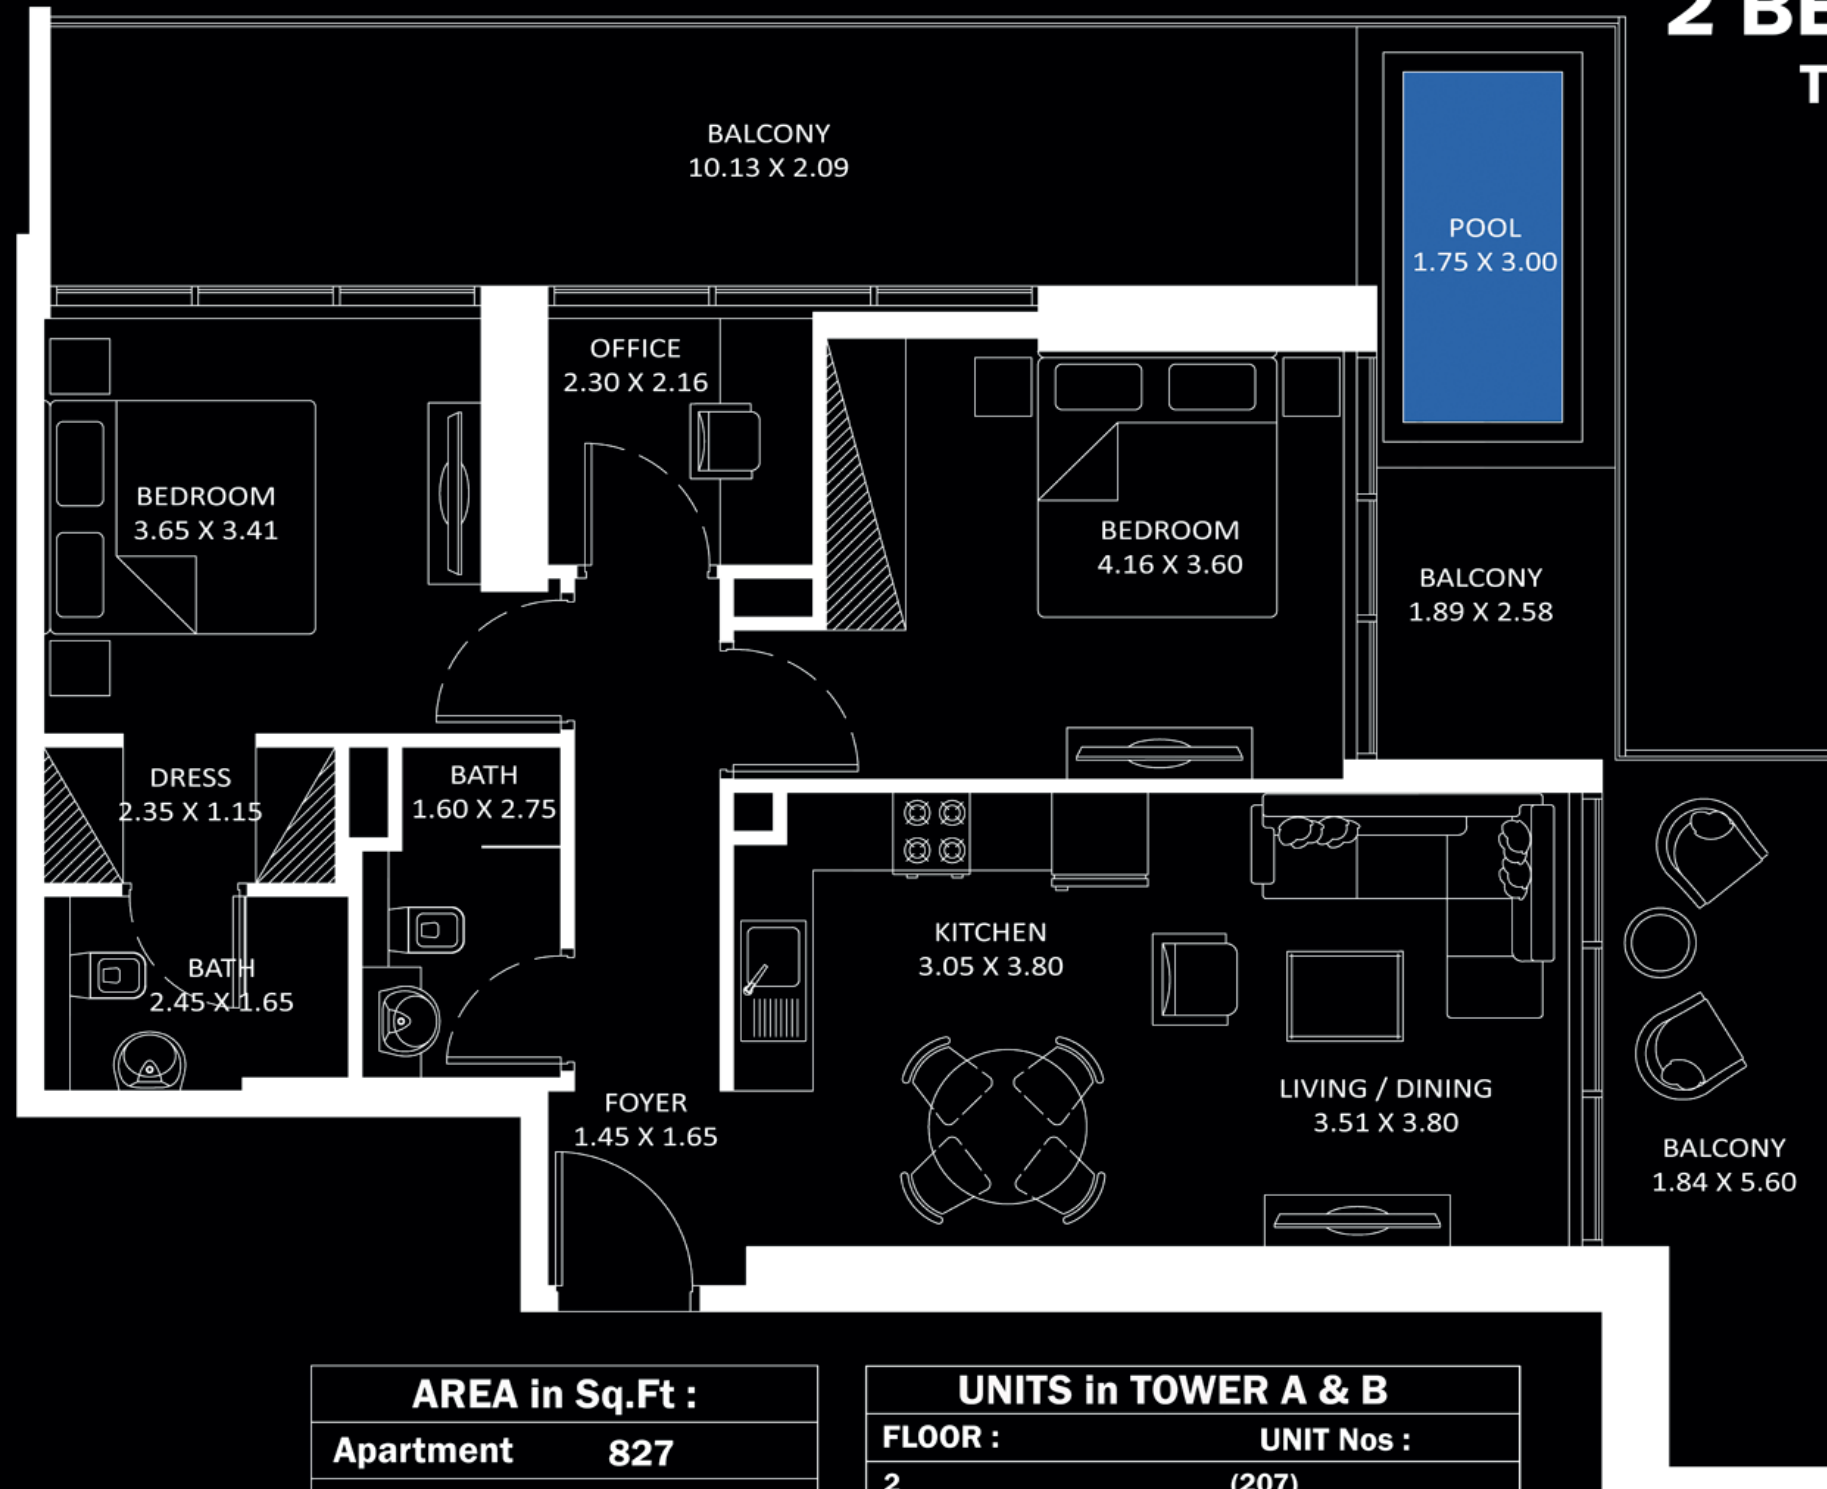 2 BE
T
BALCONY
10.13 X 2.09
POOL
1.75 X 3.00
OFFICE
2.30 X 2.16
BEDROOM
3.65 X 3.41
BEDROOM
4.16 X 3.60
BALCONY
1.89 X 2.58
DRESS
2.35 X 1.15
BATH
1.60 X 2.75
BATH
2.45 X 1.65
KITCHEN
3.05 X 3.80
FOYER
1.45 X 1.65
LIVING / DINING
3.51 X 3.80
BALCONY
1.84 X 5.60
AREA in Sq.Ft :
Apartment 827
UNITS in TOWER A & B
FLOOR : UNIT Nos :
2 (207)